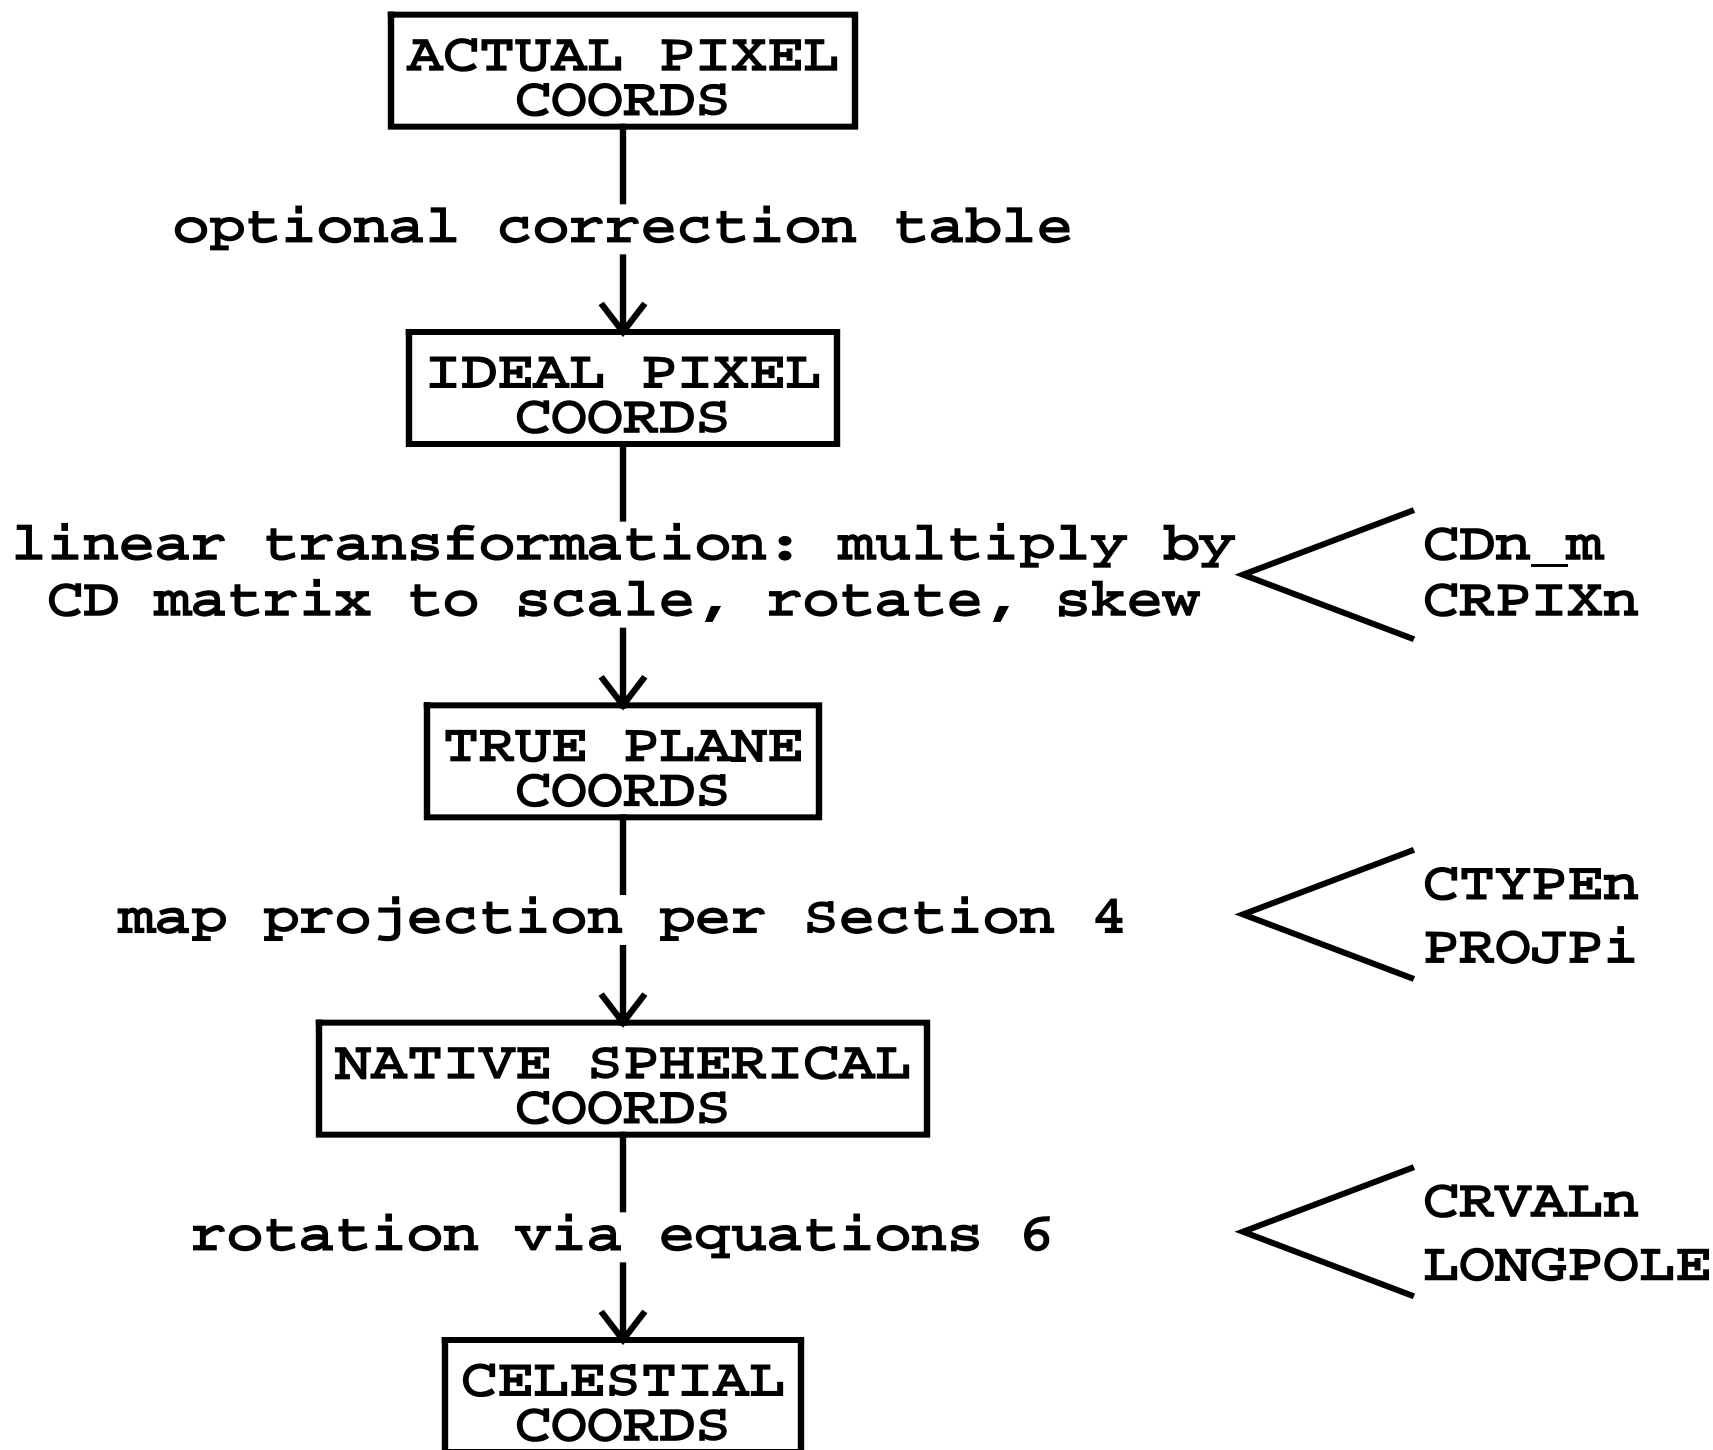 ACTUAL PIXEL
COORDS
optional correction table
IDEAL PIXEL
COORDS
linear transformation: multiply by
CD matrix to scale, rotate, skew
CDn_m
CRPIXn
TRUE PLANE
COORDS
map projection per Section 4
CTYPEn
PROJPi
NATIVE SPHERICAL
COORDS
rotation via equations 6
CRVALn
LONGPOLE
CELESTIAL
COORDS